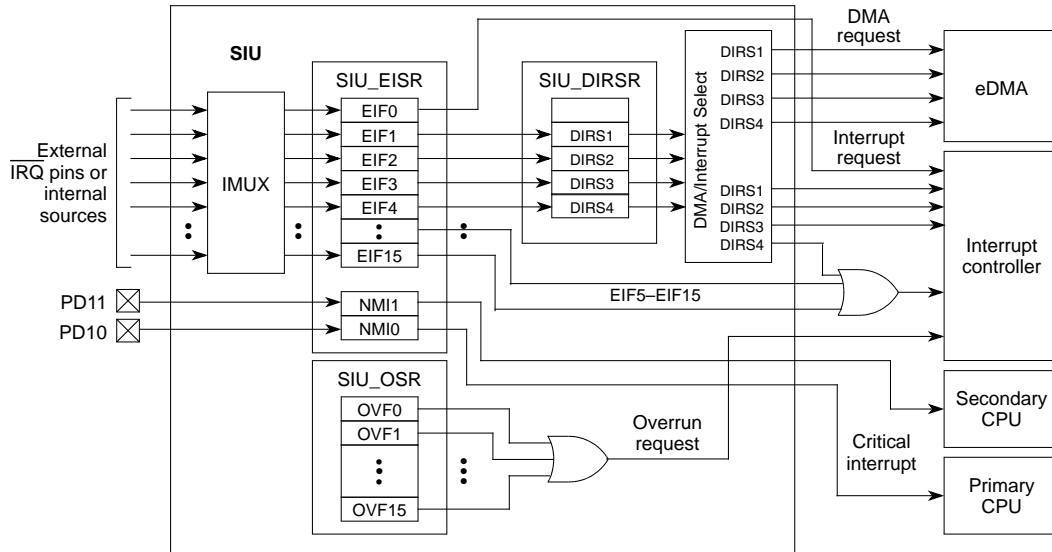 SIU
External
IRQ pins or
internal
sources
IMUX
SIU_EISR
EIF0
EIF1
EIF2
EIF3
EIF4
EIF15
NMI1
NMI0
PD11
PD10
SIU_DIRSR
DIRS1
DIRS2
DIRS3
DIRS4
DMA/Interrupt Select
DIRS1
DIRS2
DIRS3
DIRS4
DIRS1
DIRS2
DIRS3
DIRS4
DMA
request
eDMA
Interrupt
request
Interrupt
controller
EIF5–EIF15
SIU_OSR
OVF0
OVF1
OVF15
Overrun
request
Critical
interrupt
Secondary
CPU
Primary
CPU